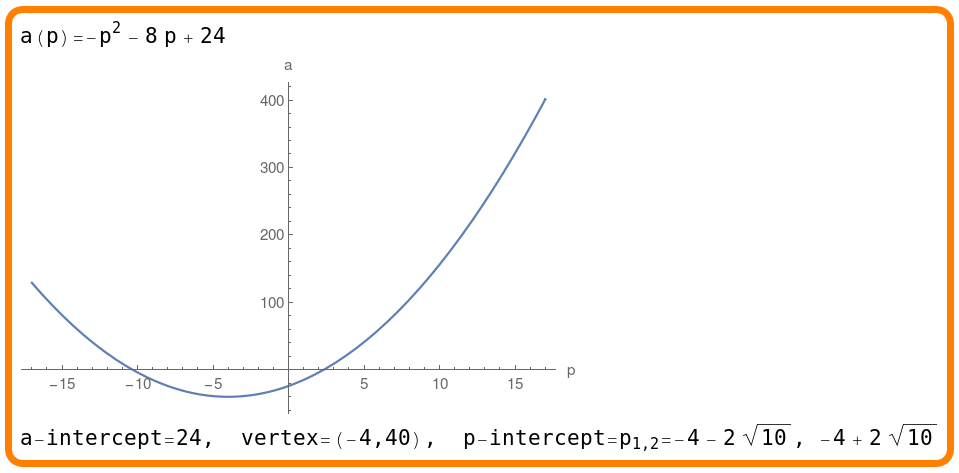 a(p)=-p² - 8 p + 24
a
400
300
200
100
-15 -10 -5 5 10 15 p
a-intercept=24, vertex=(-4,40), p-intercept=p₁,₂=-4 - 2 √10, -4 + 2 √10